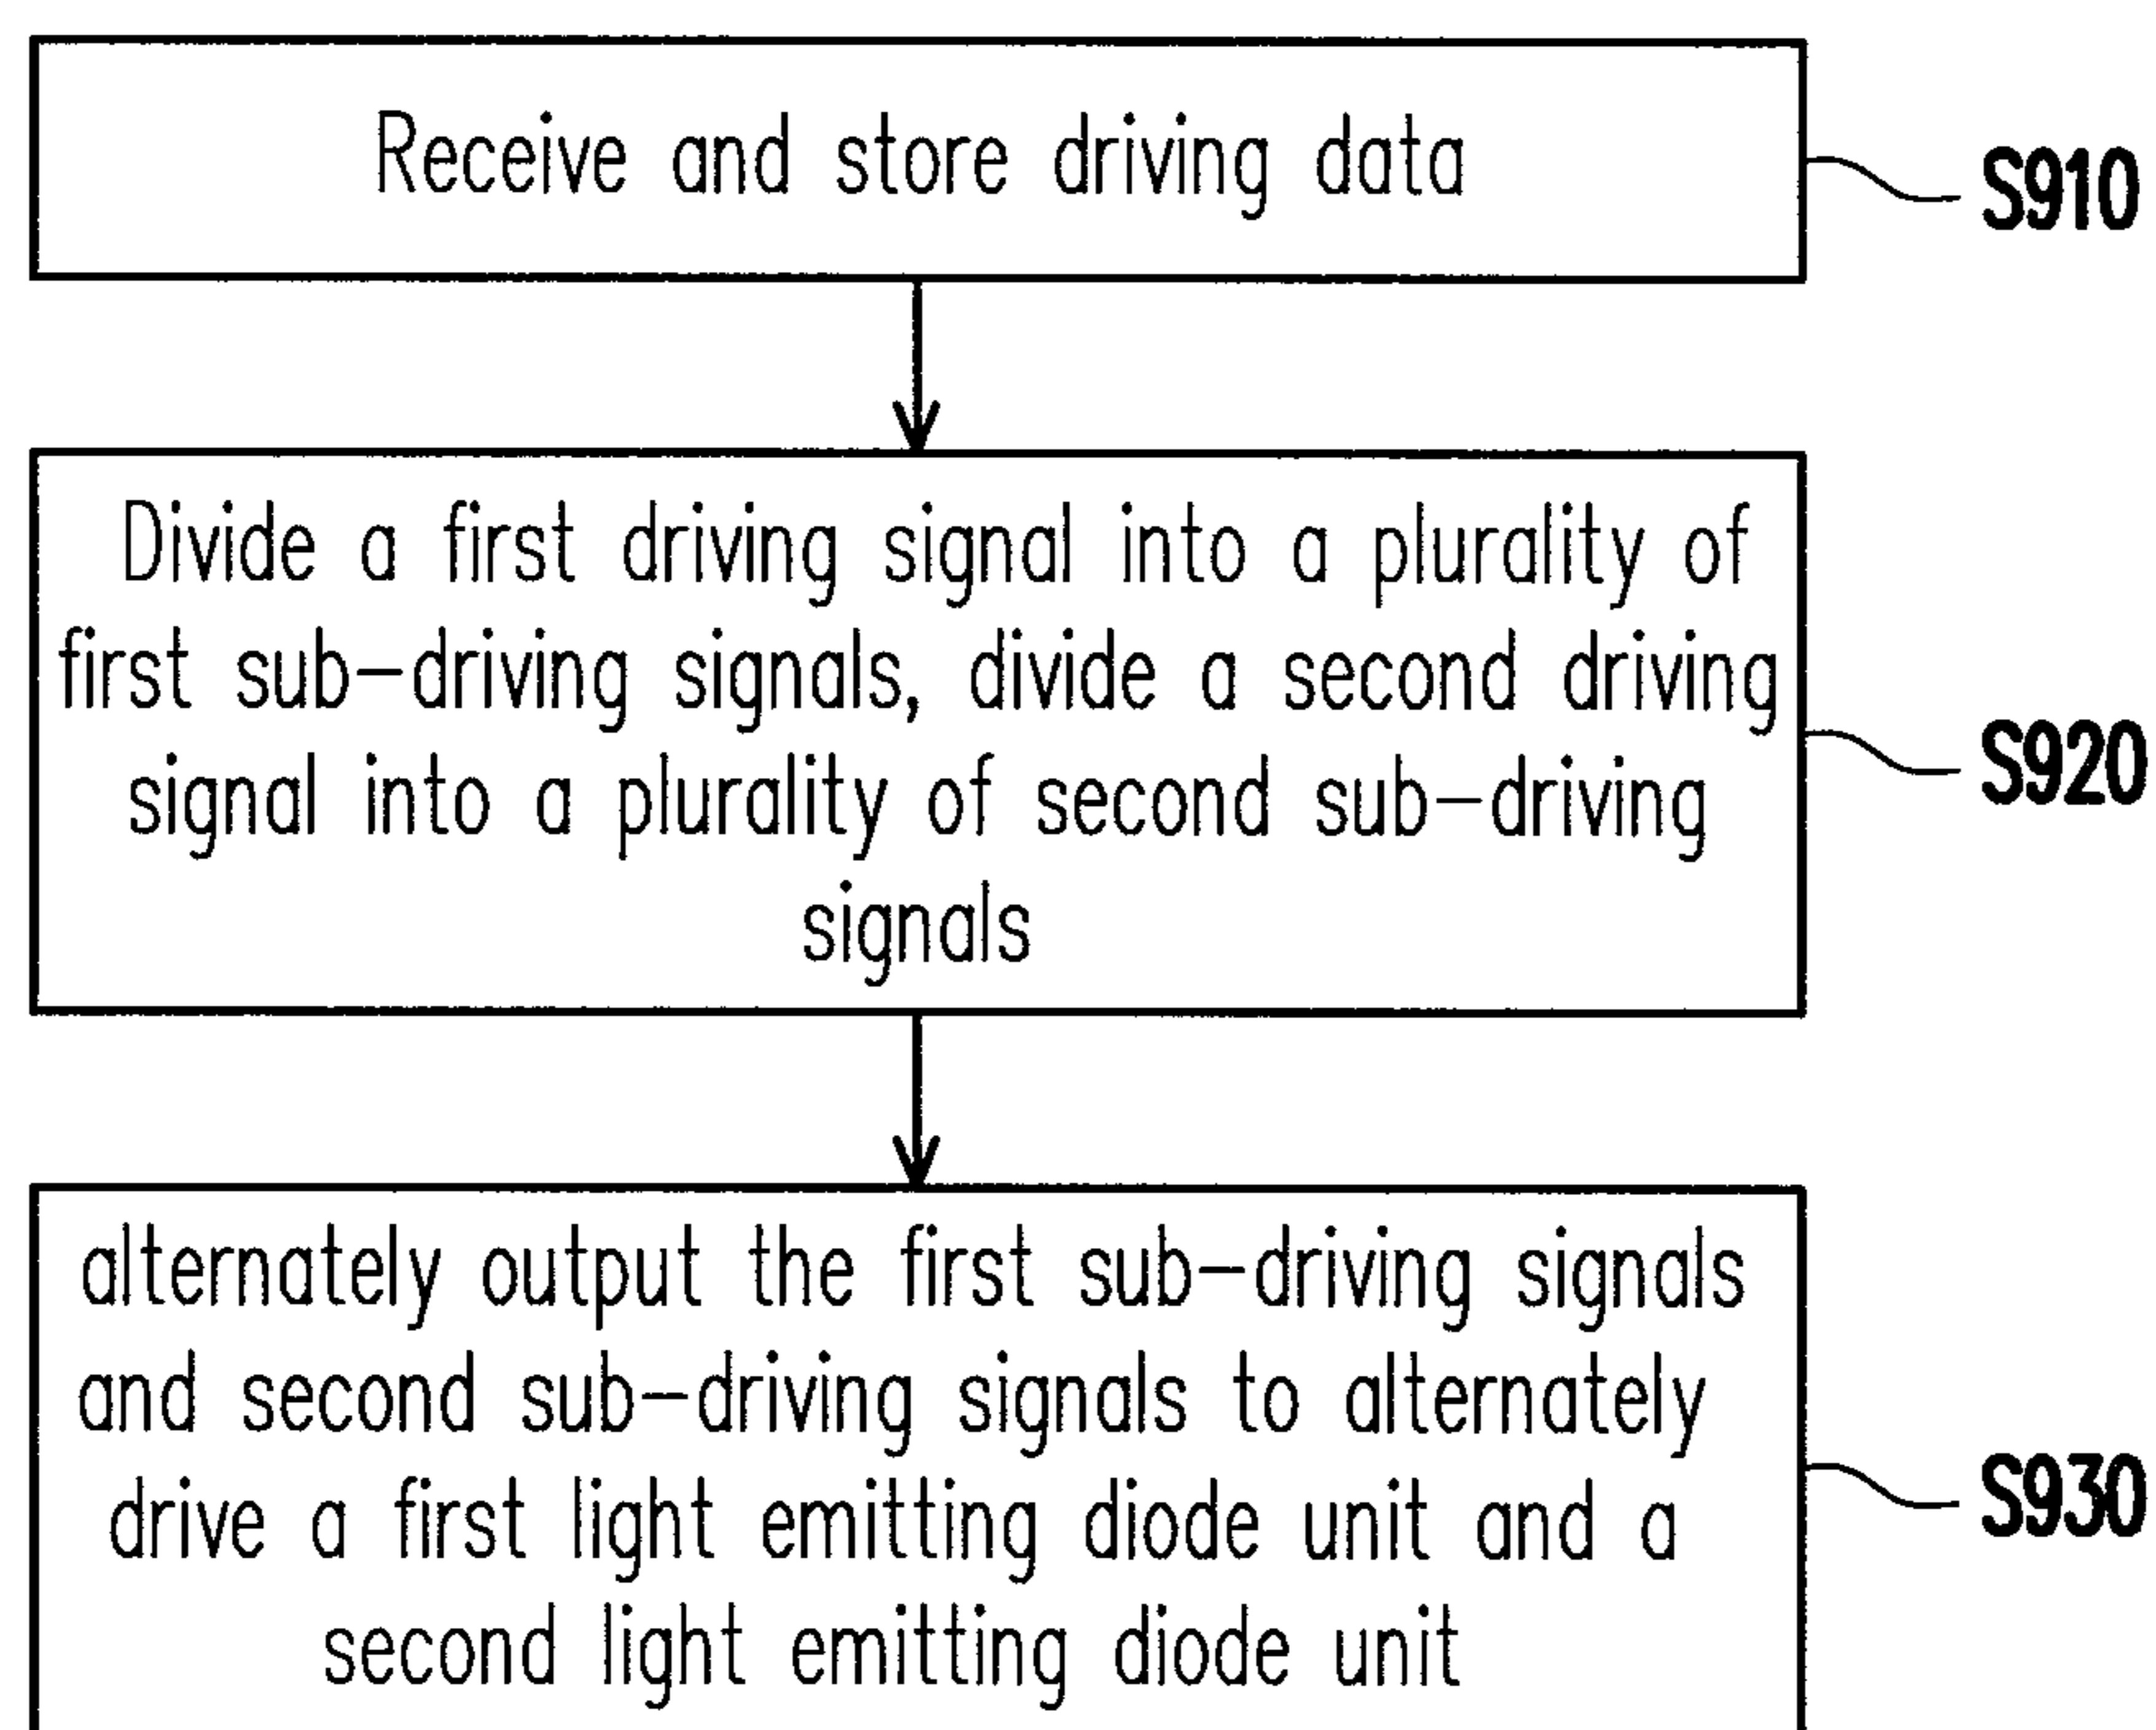 Receive and store driving data
S910
Divide a first driving signal into a plurality of
first sub-driving signals, divide a second driving
signal into a plurality of second sub-driving
signals
S920
alternately output the first sub-driving signals
and second sub-driving signals to alternately
drive a first light emitting diode unit and a
second light emitting diode unit
S930